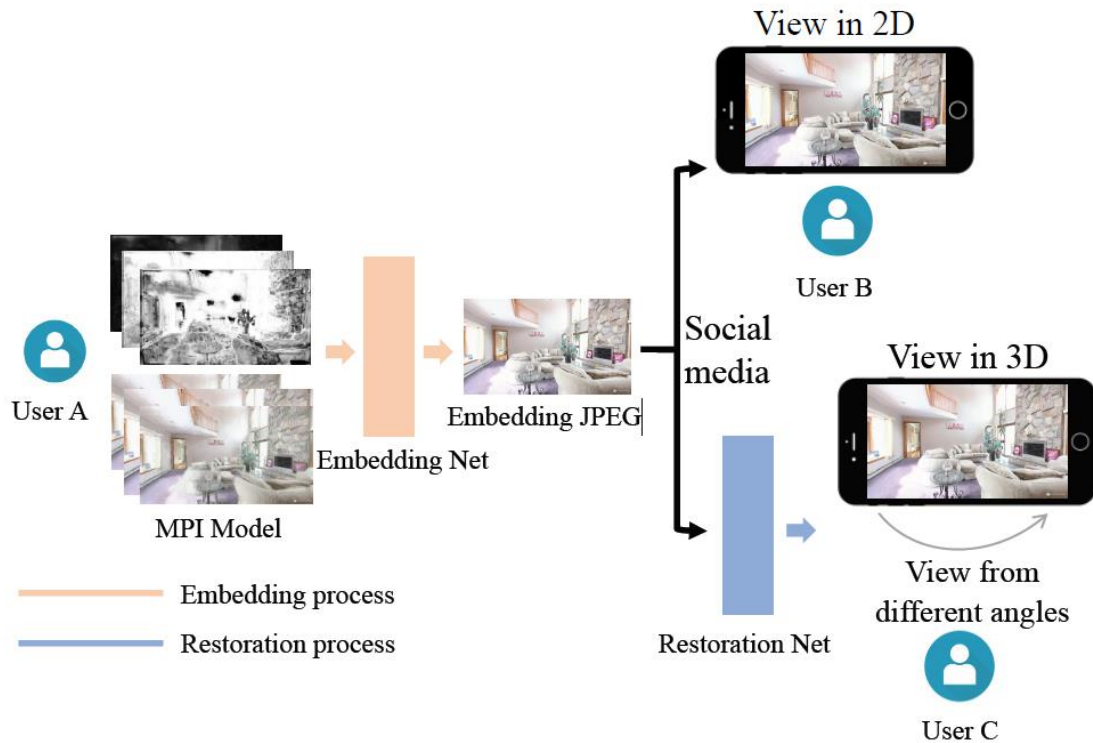 View in 2D
User B
User A
MPI Model
Embedding Net
Embedding JPEG
Social
media
View in 3D
View from
different angles
Restoration Net
User C
Embedding process
Restoration process